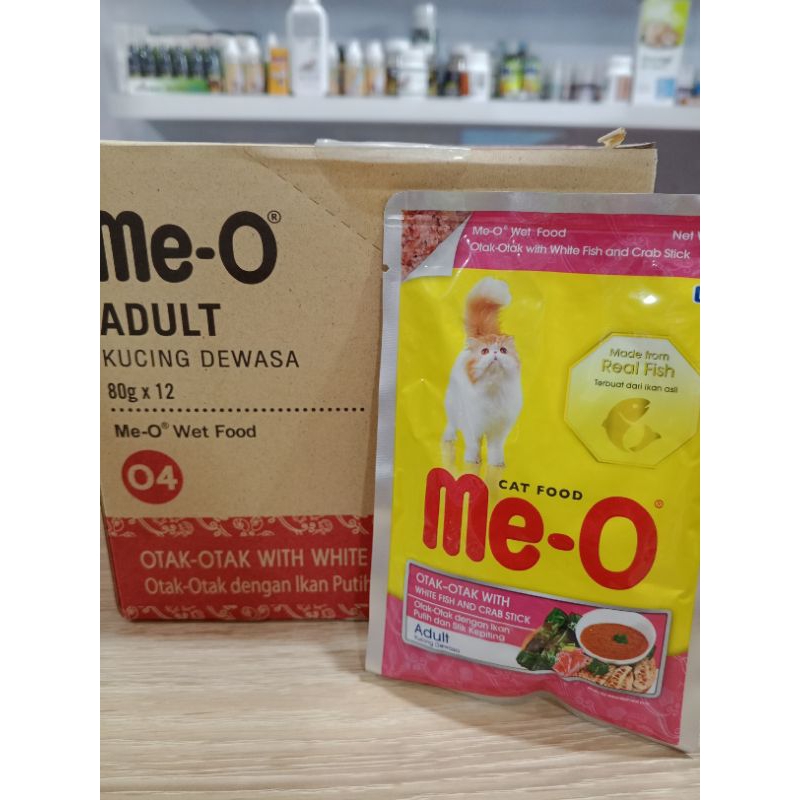 Me-O®
ADULT
KUCING DEWASA
80g x 12
Me-O® Wet Food
04
OTAK-OTAK WITH WHITE
Otak-Otak dengan Ikan Putih
Me-O® Wet Food
Net
Otak-Otak with White Fish and Crab Stick
Made from
Real Fish
Terbuat dari ikan asli
CAT FOOD
Me-O®
OTAK-OTAK WITH
WHITE FISH AND CRAB STICK
Otak-Otak dengan Ikan
Putih dan Stik Kepiting
Adult
Kucing Dewasa